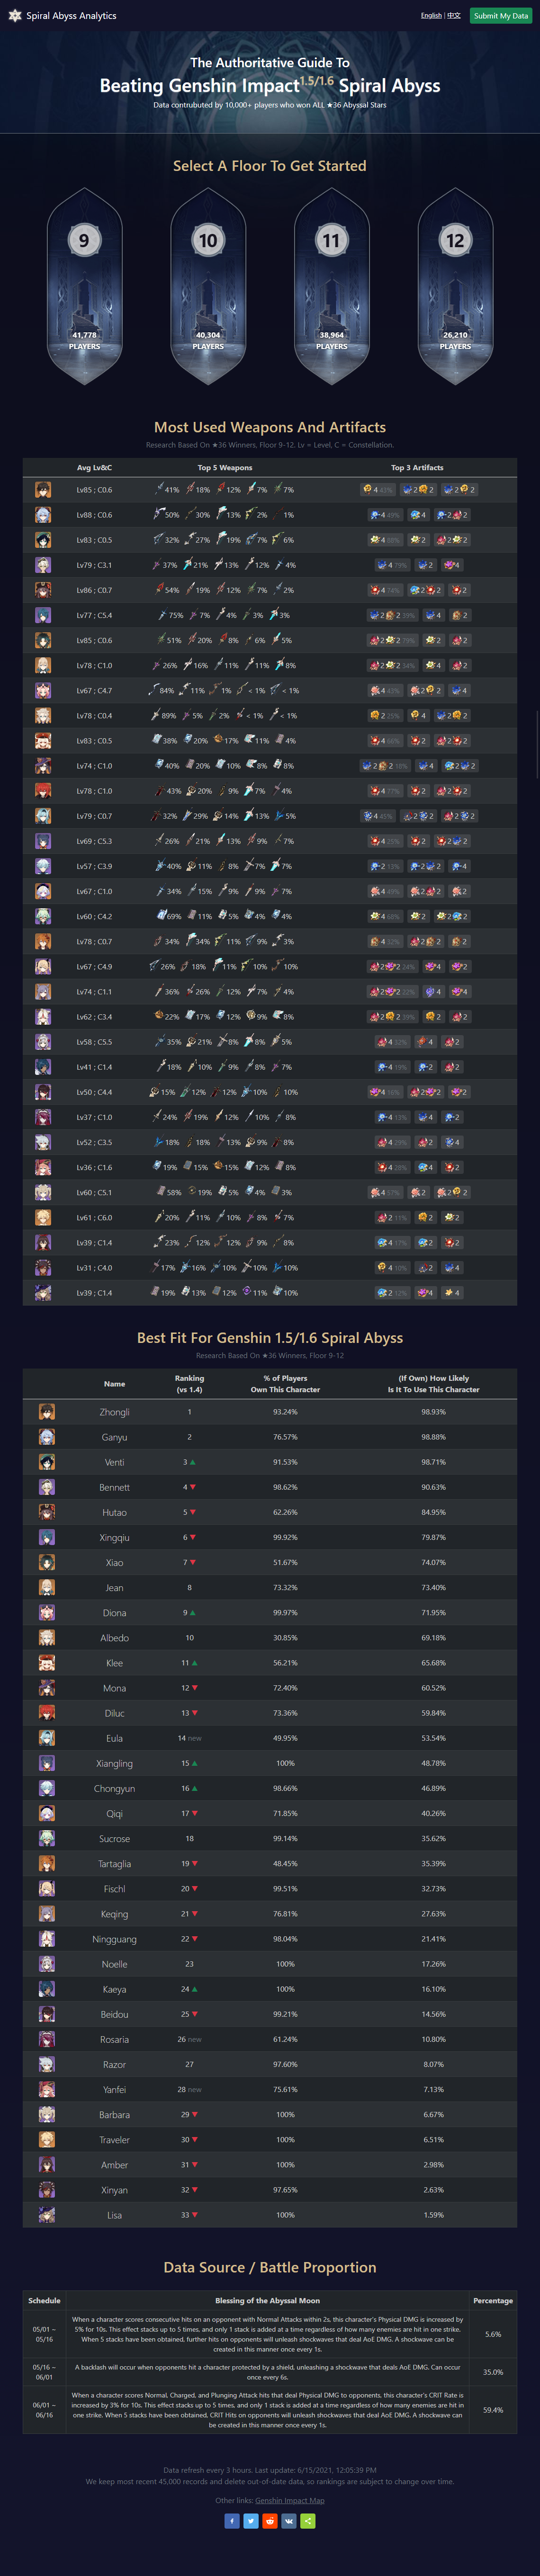 Spiral Abyss Analytics
English | 中文
Submit My Data
The Authoritative Guide To
Beating Genshin Impact 1.5/1.6 Spiral Abyss
Data contrubuted by 10,000+ players who won ALL ★36 Abyssal Stars
Select A Floor To Get Started
9 10 11 12
41,778 40,304 38,964 26,210
PLAYERS PLAYERS PLAYERS PLAYERS
Most Used Weapons And Artifacts
Research Based On ★36 Winners, Floor 9-12. Lv = Level, C = Constellation.
Avg Lv&C Top 5 Weapons Top 3 Artifacts
Lv85 ; C0.6 41% 18% 12% 7% 7% 4 2 2 2 2
Lv88 ; C0.6 50% 30% 13% 2% 1% 4 4 2 2
Lv83 ; C0.5 32% 27% 19% 7% 6% 4 2 2 2
Lv79 ; C3.1 37% 21% 13% 12% 4% 4 79% 2 4
Lv86 ; C0.7 54% 19% 12% 7% 2% 4 74% 2 2 2
Lv77 ; C5.4 75% 7% 4% 3% 3% 2 2 4 2
Lv85 ; C0.6 51% 20% 8% 6% 5% 2 2 2 2
Lv78 ; C1.0 26% 16% 11% 11% 8% 2 2 4 2
Lv67 ; C4.7 84% 11% 1% < 1% < 1% 4 2 2 4
Lv78 ; C0.4 89% 5% 2% < 1% < 1% 2 25% 4 2 2
Lv83 ; C0.5 38% 20% 17% 11% 4% 4 2 2 2
Lv74 ; C1.0 40% 20% 10% 8% 8% 2 2 18% 4 2 2
Lv78 ; C1.0 43% 20% 9% 7% 4% 4 2 2 2
Lv79 ; C0.7 32% 29% 14% 13% 5% 4 45% 2 2 2 2
Lv69 ; C5.3 26% 21% 13% 9% 7% 4 2 2 2
Lv57 ; C3.9 40% 11% 8% 7% 7% 2 2 2 4
Lv67 ; C1.0 34% 15% 9% 9% 7% 4 2 2 2
Lv60 ; C4.2 69% 11% 5% 4% 4% 4 2 2 2
Lv78 ; C0.7 34% 34% 11% 9% 3% 4 2 2 2
Lv67 ; C4.9 26% 18% 11% 10% 10% 2 2 4 2
Lv74 ; C1.1 36% 26% 12% 7% 4% 2 2 4 4
Lv62 ; C3.4 22% 17% 12% 9% 8% 2 2 2 2
Lv58 ; C5.5 35% 21% 8% 8% 5% 4 4 2
Lv41 ; C1.4 18% 10% 9% 8% 7% 4 19% 2 2
Lv50 ; C4.4 15% 12% 12% 10% 10% 4 2 2 2
Lv37 ; C1.0 24% 19% 12% 10% 8% 4 13% 4 2
Lv52 ; C3.5 18% 18% 13% 9% 8% 4 2 4
Lv36 ; C1.6 19% 15% 15% 12% 8% 4 4 2
Lv60 ; C5.1 58% 19% 5% 4% 3% 4 2 2 2
Lv61 ; C6.0 20% 11% 10% 8% 7% 2 11% 2 2
Lv39 ; C1.4 23% 12% 12% 9% 8% 4 17% 4 2
Lv31 ; C4.0 17% 16% 10% 10% 10% 4 10% 2 2
Lv39 ; C1.4 19% 13% 12% 11% 10% 2 12% 4 4
Best Fit For Genshin 1.5/1.6 Spiral Abyss
Research Based On ★36 Winners, Floor 9-12
Name Ranking (vs 1.4) % of Players Own This Character (If Own) How Likely Is It To Use This Character
Zhongli 1 93.24% 98.93%
Ganyu 2 76.57% 98.88%
Venti 3 ▲ 91.53% 98.71%
Bennett 4 ▼ 98.62% 90.63%
Hutao 5 ▼ 62.26% 84.95%
Xingqiu 6 ▼ 99.92% 79.87%
Xiao 7 ▼ 51.67% 74.07%
Jean 8 73.32% 73.40%
Diona 9 ▲ 99.97% 71.95%
Albedo 10 30.85% 69.18%
Klee 11 ▲ 56.21% 65.68%
Mona 12 ▼ 72.40% 60.52%
Diluc 13 ▼ 73.36% 59.84%
Eula 14 new 49.95% 53.54%
Xiangling 15 ▲ 100% 48.78%
Chongyun 16 ▲ 98.66% 46.89%
Qiqi 17 ▼ 71.85% 40.26%
Sucrose 18 99.14% 35.62%
Tartaglia 19 ▼ 48.45% 35.39%
Fischl 20 ▼ 99.51% 32.73%
Keqing 21 ▼ 76.81% 27.63%
Ningguang 22 ▼ 98.04% 21.41%
Noelle 23 100% 17.26%
Kaeya 24 ▲ 100% 16.10%
Beidou 25 ▼ 99.21% 14.56%
Rosaria 26 new 61.24% 10.80%
Razor 27 97.60% 8.07%
Yanfei 28 new 75.61% 7.13%
Barbara 29 ▼ 100% 6.67%
Traveler 30 ▼ 100% 6.51%
Amber 31 ▼ 100% 2.98%
Xinyan 32 ▼ 97.65% 2.63%
Lisa 33 ▼ 100% 1.59%
Data Source / Battle Proportion
Schedule Blessing of the Abyssal Moon Percentage
05/01 ~ 05/16
When a character scores consecutive hits on an opponent with Normal Attacks within 2s, this character's Physical DMG is increased by
5% for 10s. This effect stacks up to 5 times, and only 1 stack is added at a time regardless of how many enemies are hit in one strike.
When 5 stacks have been obtained, further hits on opponents will unleash shockwaves that deal AoE DMG. A shockwave can be
created in this manner once every 1s.
5.6%
05/16 ~ 06/01
A backlash will occur when opponents hit a character protected by a shield, unleashing a shockwave that deals AoE DMG. Can occur
once every 6s.
35.0%
06/01 ~ 06/16
When a character scores Normal, Charged, and Plunging Attack hits that deal Physical DMG to opponents, this character's CRIT Rate is
increased by 3% for 10s. This effect stacks up to 5 times, and only 1 stack is added at a time regardless of how many enemies are hit in
one strike. When 5 stacks have been obtained, CRIT Hits on opponents will unleash shockwaves that deal AoE DMG. A shockwave can
be created in this manner once every 1s.
59.4%
Data refresh every 3 hours. Last update: 6/15/2021, 12:05:39 PM
We keep most recent 45,000 records and delete out-of-date data, so rankings are subject to change over time.
Other links: Genshin Impact Map